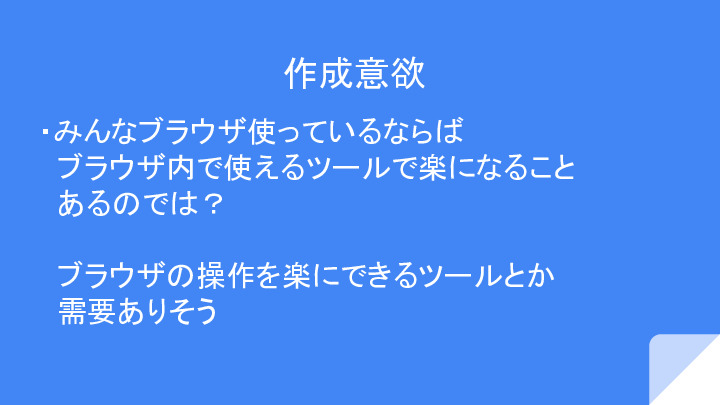 作成意欲
・みんなブラウザ使っているならば
ブラウザ内で使えるツールで楽になること
あるのでは？
ブラウザの操作を楽にできるツールとか
需要ありそう